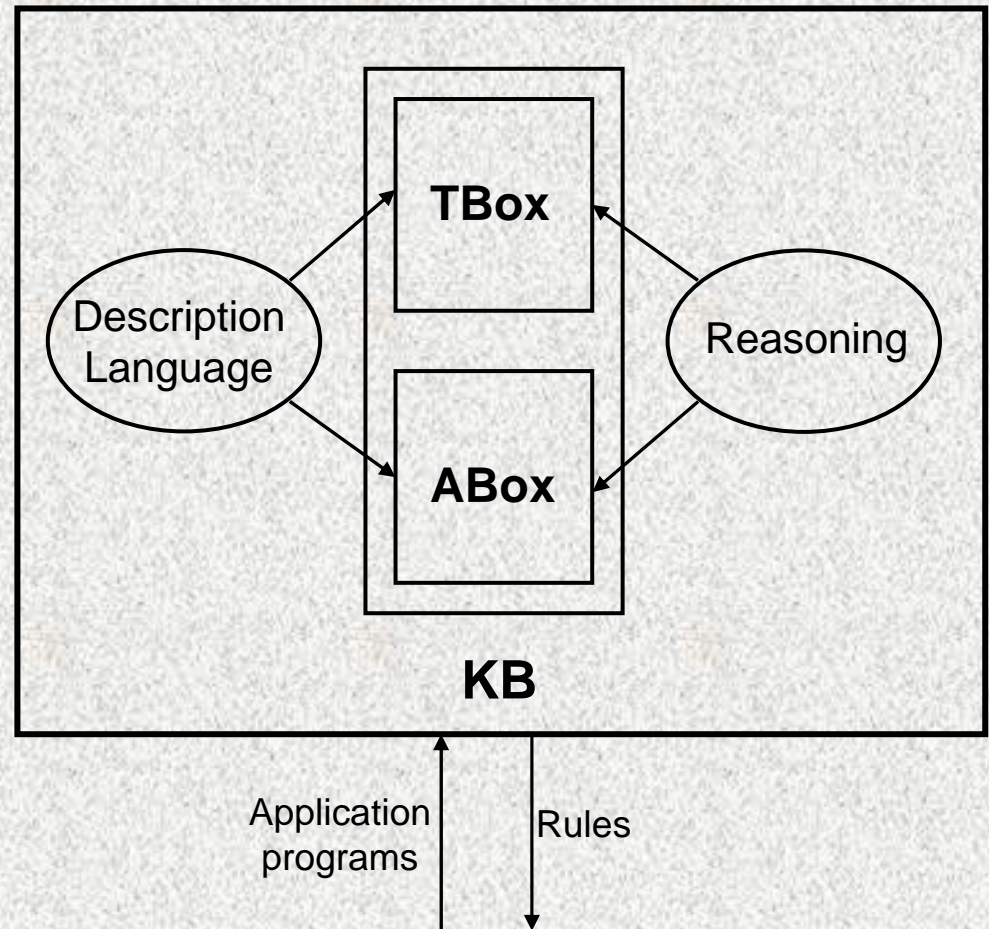 TBox
Description
Language
Reasoning
ABox
KB
Application
programs
Rules